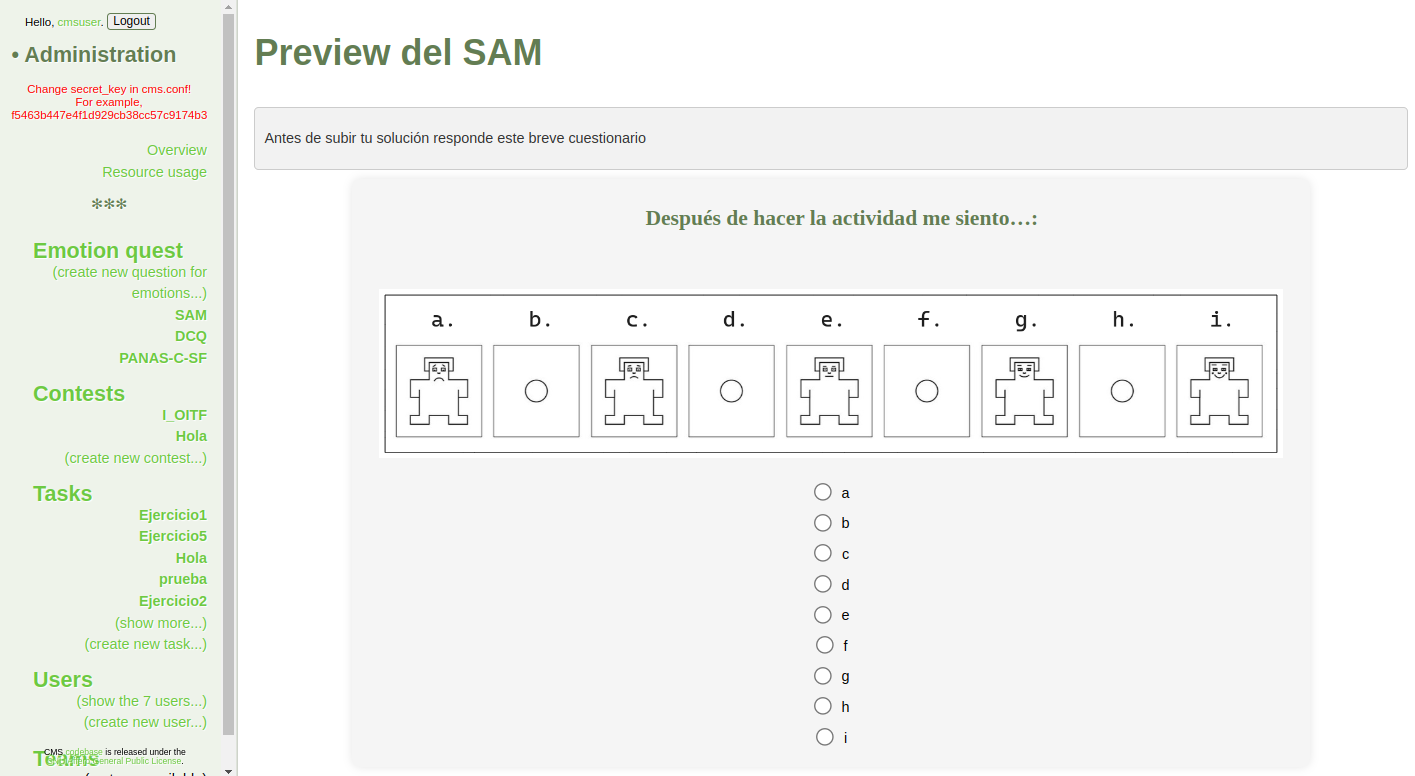 Hello, cmsuser. Logout
• Administration
Change secret_key in cms.conf!
For example,
f5463b447e4f1d929cb38cc57c9174b3
Overview
Resource usage
✻✻✻
Emotion quest
(create new question for
emotions...)
SAM
DCQ
PANAS-C-SF
Contests
I_OITF
Hola
(create new contest...)
Tasks
Ejercicio1
Ejercicio5
Hola
prueba
Ejercicio2
(show more...)
(create new task...)
Users
(show the 7 users...)
(create new user...)
Teams
CMS codebase is released under the
General Public License.
Preview del SAM
Antes de subir tu solución responde este breve cuestionario
Después de hacer la actividad me siento…:
a. b. c. d. e. f. g. h. i.
a
b
c
d
e
f
g
h
i